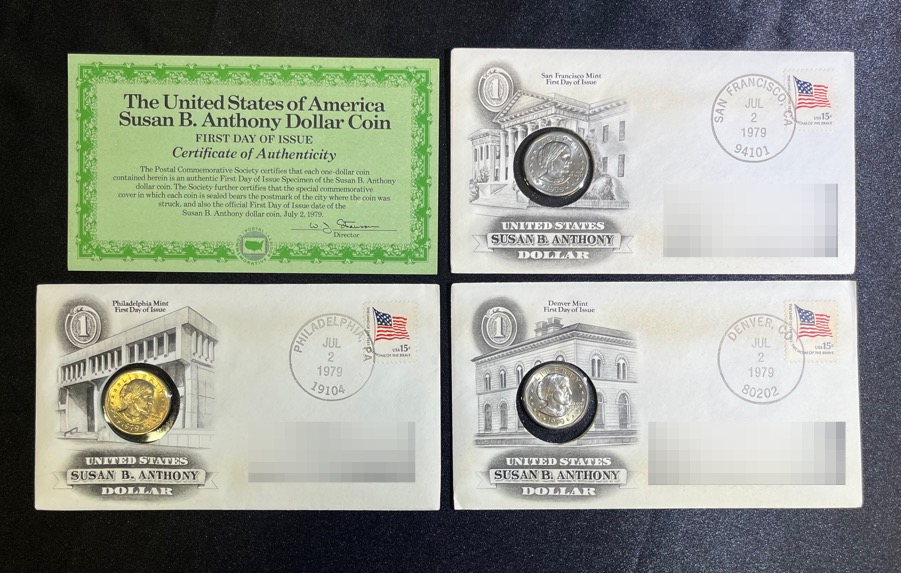 The United States of America
Susan B. Anthony Dollar Coin
FIRST DAY OF ISSUE
Certificate of Authenticity
The Postal Commemorative Society certifies that each one-dollar coin
contained herein is an authentic First Day of Issue Specimen of the Susan B. Anthony
dollar coin. The Society further certifies that the special commemorative
cover in which each coin is sealed bears the postmark of the city where the coin was
struck, and also the official First Day of Issue date of the
Susan B. Anthony dollar coin, July 2, 1979.
Director
1
San Francisco Mint
First Day of Issue
SAN FRANCISCO, CA
JUL
2
1979
94101
USA 15c
UNITED STATES
SUSAN B. ANTHONY
DOLLAR
1
Philadelphia Mint
First Day of Issue
PHILADELPHIA, PA
JUL
2
1979
19104
USA 15c
LIBERTY
1979
UNITED STATES
SUSAN B. ANTHONY
DOLLAR
1
Denver Mint
First Day of Issue
DENVER, CO
JUL
2
1979
80202
USA 15c
1979
UNITED STATES
SUSAN B. ANTHONY
DOLLAR